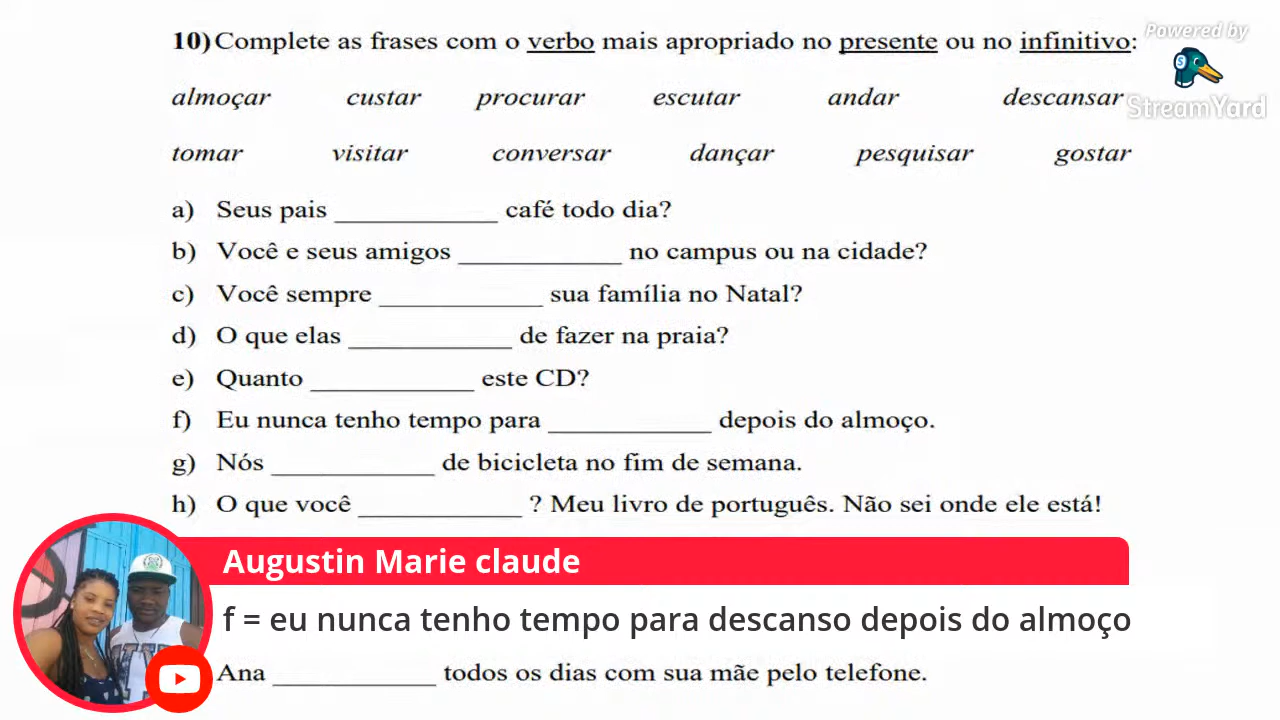 Powered by
StreamYard
10) Complete as frases com o verbo mais apropriado no presente ou no infinitivo:
almoçar custar procurar escutar andar descansar
tomar visitar conversar dançar pesquisar gostar
a) Seus pais ____________ café todo dia?
b) Você e seus amigos ____________ no campus ou na cidade?
c) Você sempre ____________ sua família no Natal?
d) O que elas ____________ de fazer na praia?
e) Quanto ____________ este CD?
f) Eu nunca tenho tempo para ____________ depois do almoço.
g) Nós ____________ de bicicleta no fim de semana.
h) O que você ____________ ? Meu livro de português. Não sei onde ele está!
Augustin Marie claude
f = eu nunca tenho tempo para descanso depois do almoço
Ana ____________ todos os dias com sua mãe pelo telefone.